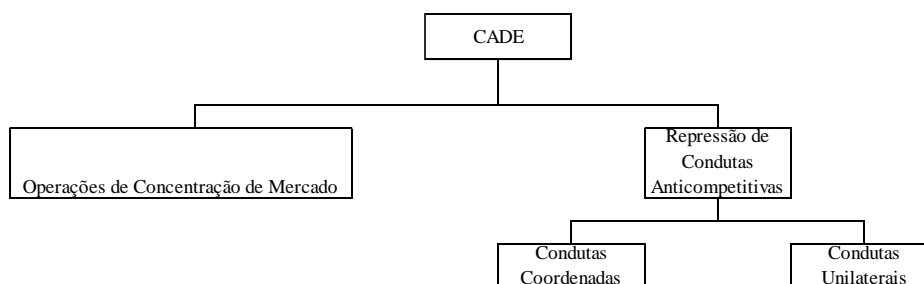 CADE
Operações de Concentração de Mercado
Repressão de
Condutas
Anticompetitivas
Condutas
Coordenadas
Condutas
Unilaterais